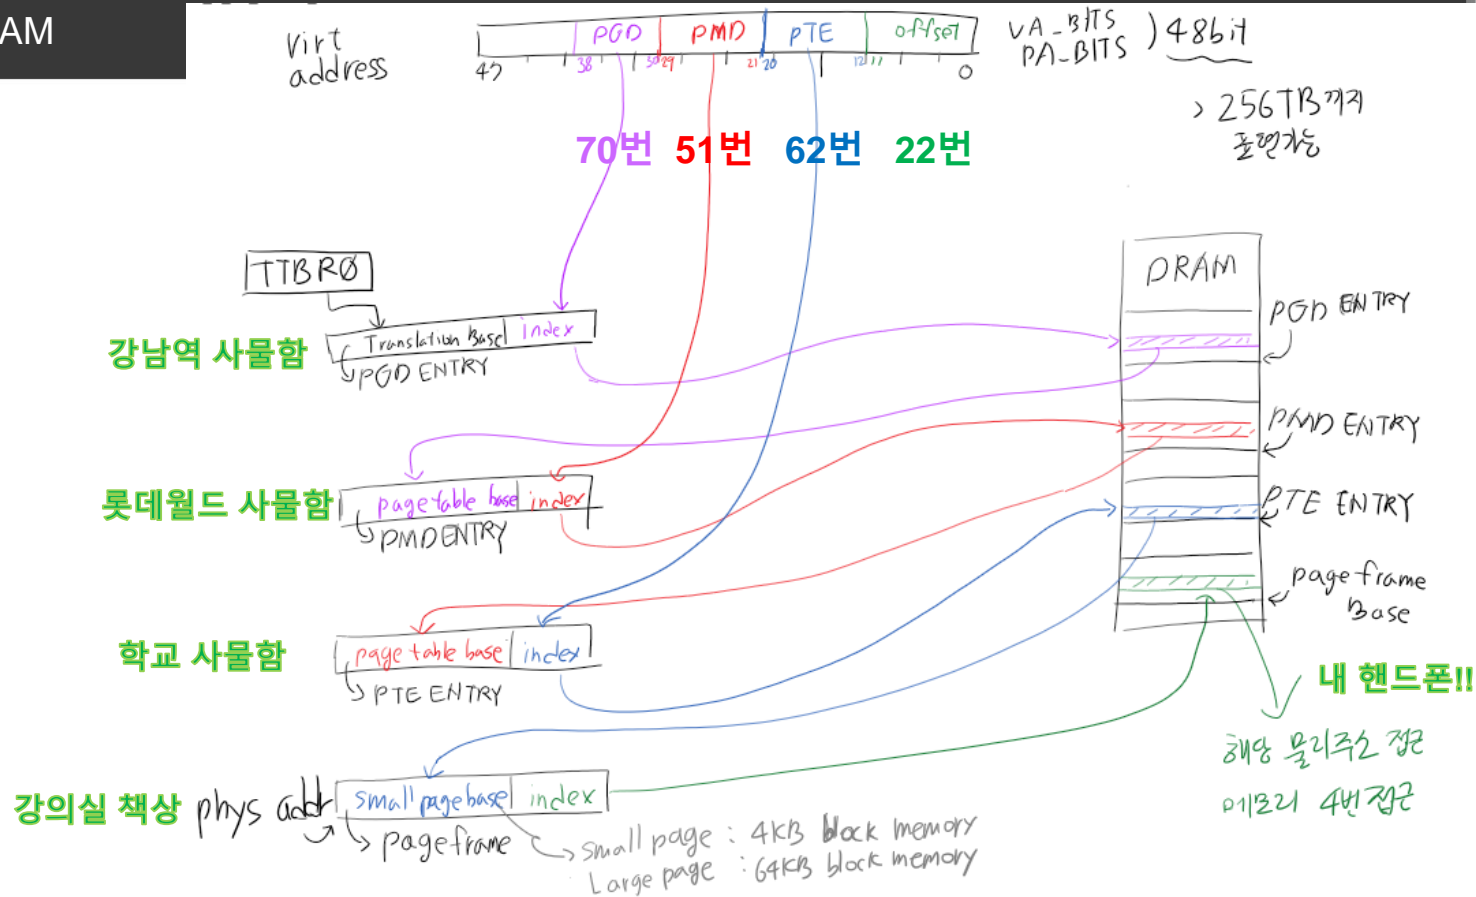 AM
Virt
address
PGD PMD PTE offset
47 38 30 29 21 20 12 11 0
VA_BITS
PA_BITS
) 48bit
> 256TB까지
표현가능
70번 51번 62번 22번
TTBR0
강남역 사물함
Translation Base index
PGD ENTRY
롯데월드 사물함
page table base index
PMD ENTRY
학교 사물함
page table base index
PTE ENTRY
강의실 책상
phys addr
small page base index
pageframe
small page : 4KB block memory
Large page : 64KB block memory
DRAM
PGD ENTRY
PMD ENTRY
PTE ENTRY
page frame
Base
내 핸드폰!!
해당 물리주소 접근
메모리 4번 접근